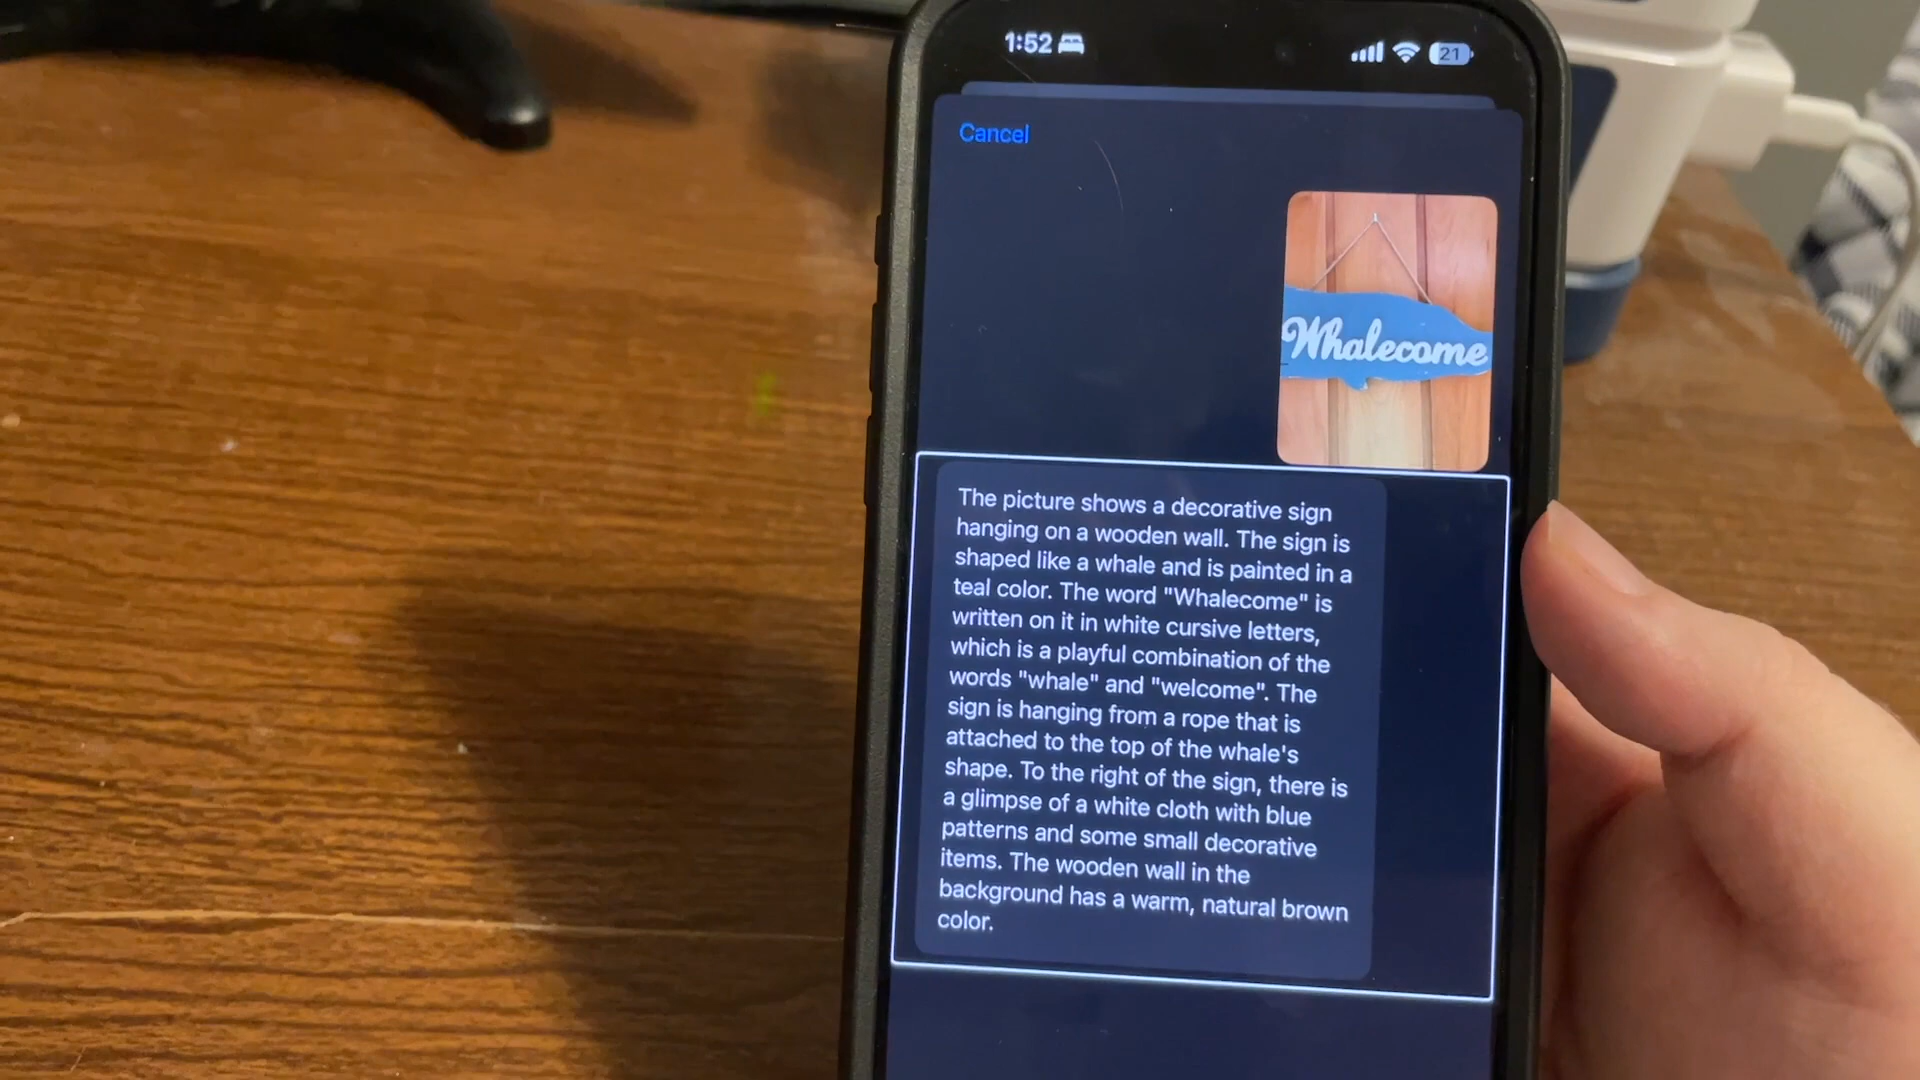 1:52
21
Cancel
Whalecome
The picture shows a decorative sign
hanging on a wooden wall. The sign is
shaped like a whale and is painted in a
teal color. The word "Whalecome" is
written on it in white cursive letters,
which is a playful combination of the
words "whale" and "welcome". The
sign is hanging from a rope that is
attached to the top of the whale's
shape. To the right of the sign, there is
a glimpse of a white cloth with blue
patterns and some small decorative
items. The wooden wall in the
background has a warm, natural brown
color.